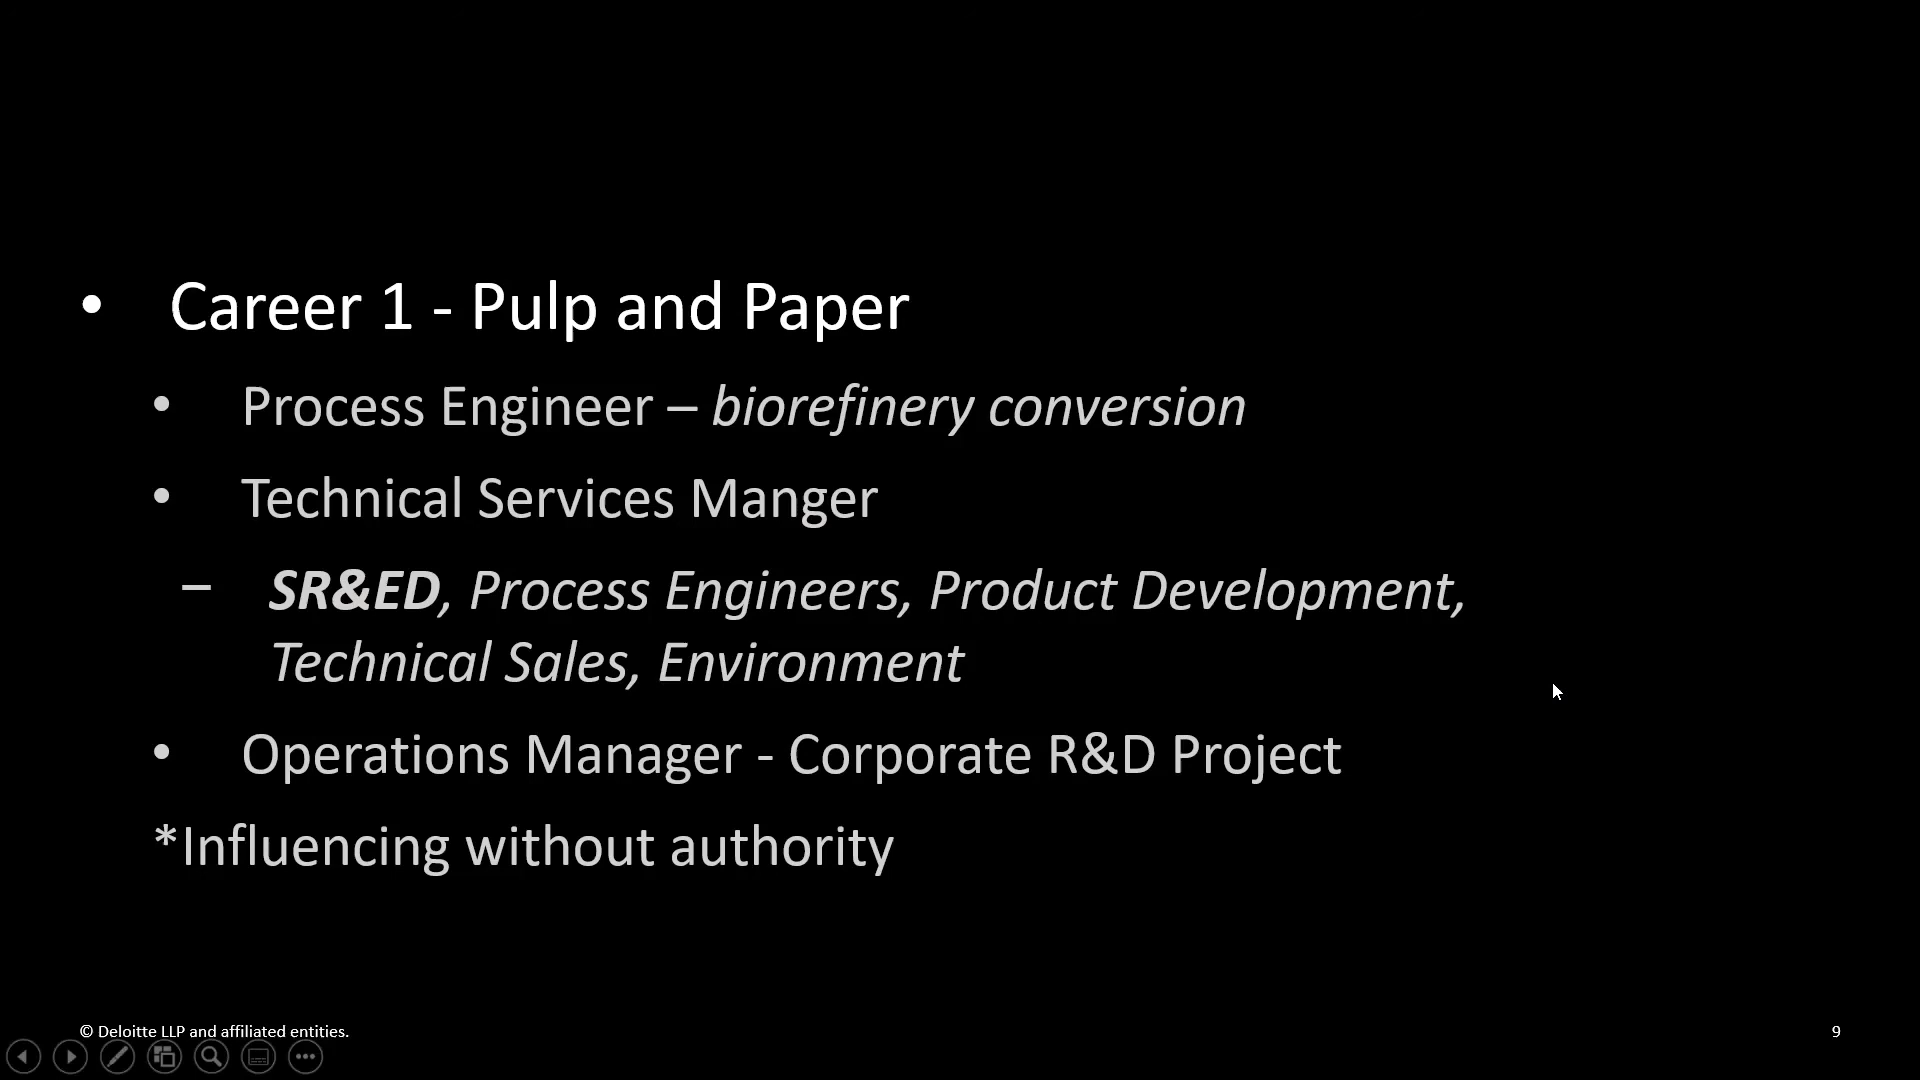 • Career 1 - Pulp and Paper
• Process Engineer – biorefinery conversion
• Technical Services Manger
– SR&ED, Process Engineers, Product Development,
Technical Sales, Environment
• Operations Manager - Corporate R&D Project
*Influencing without authority
© Deloitte LLP and affiliated entities.
9